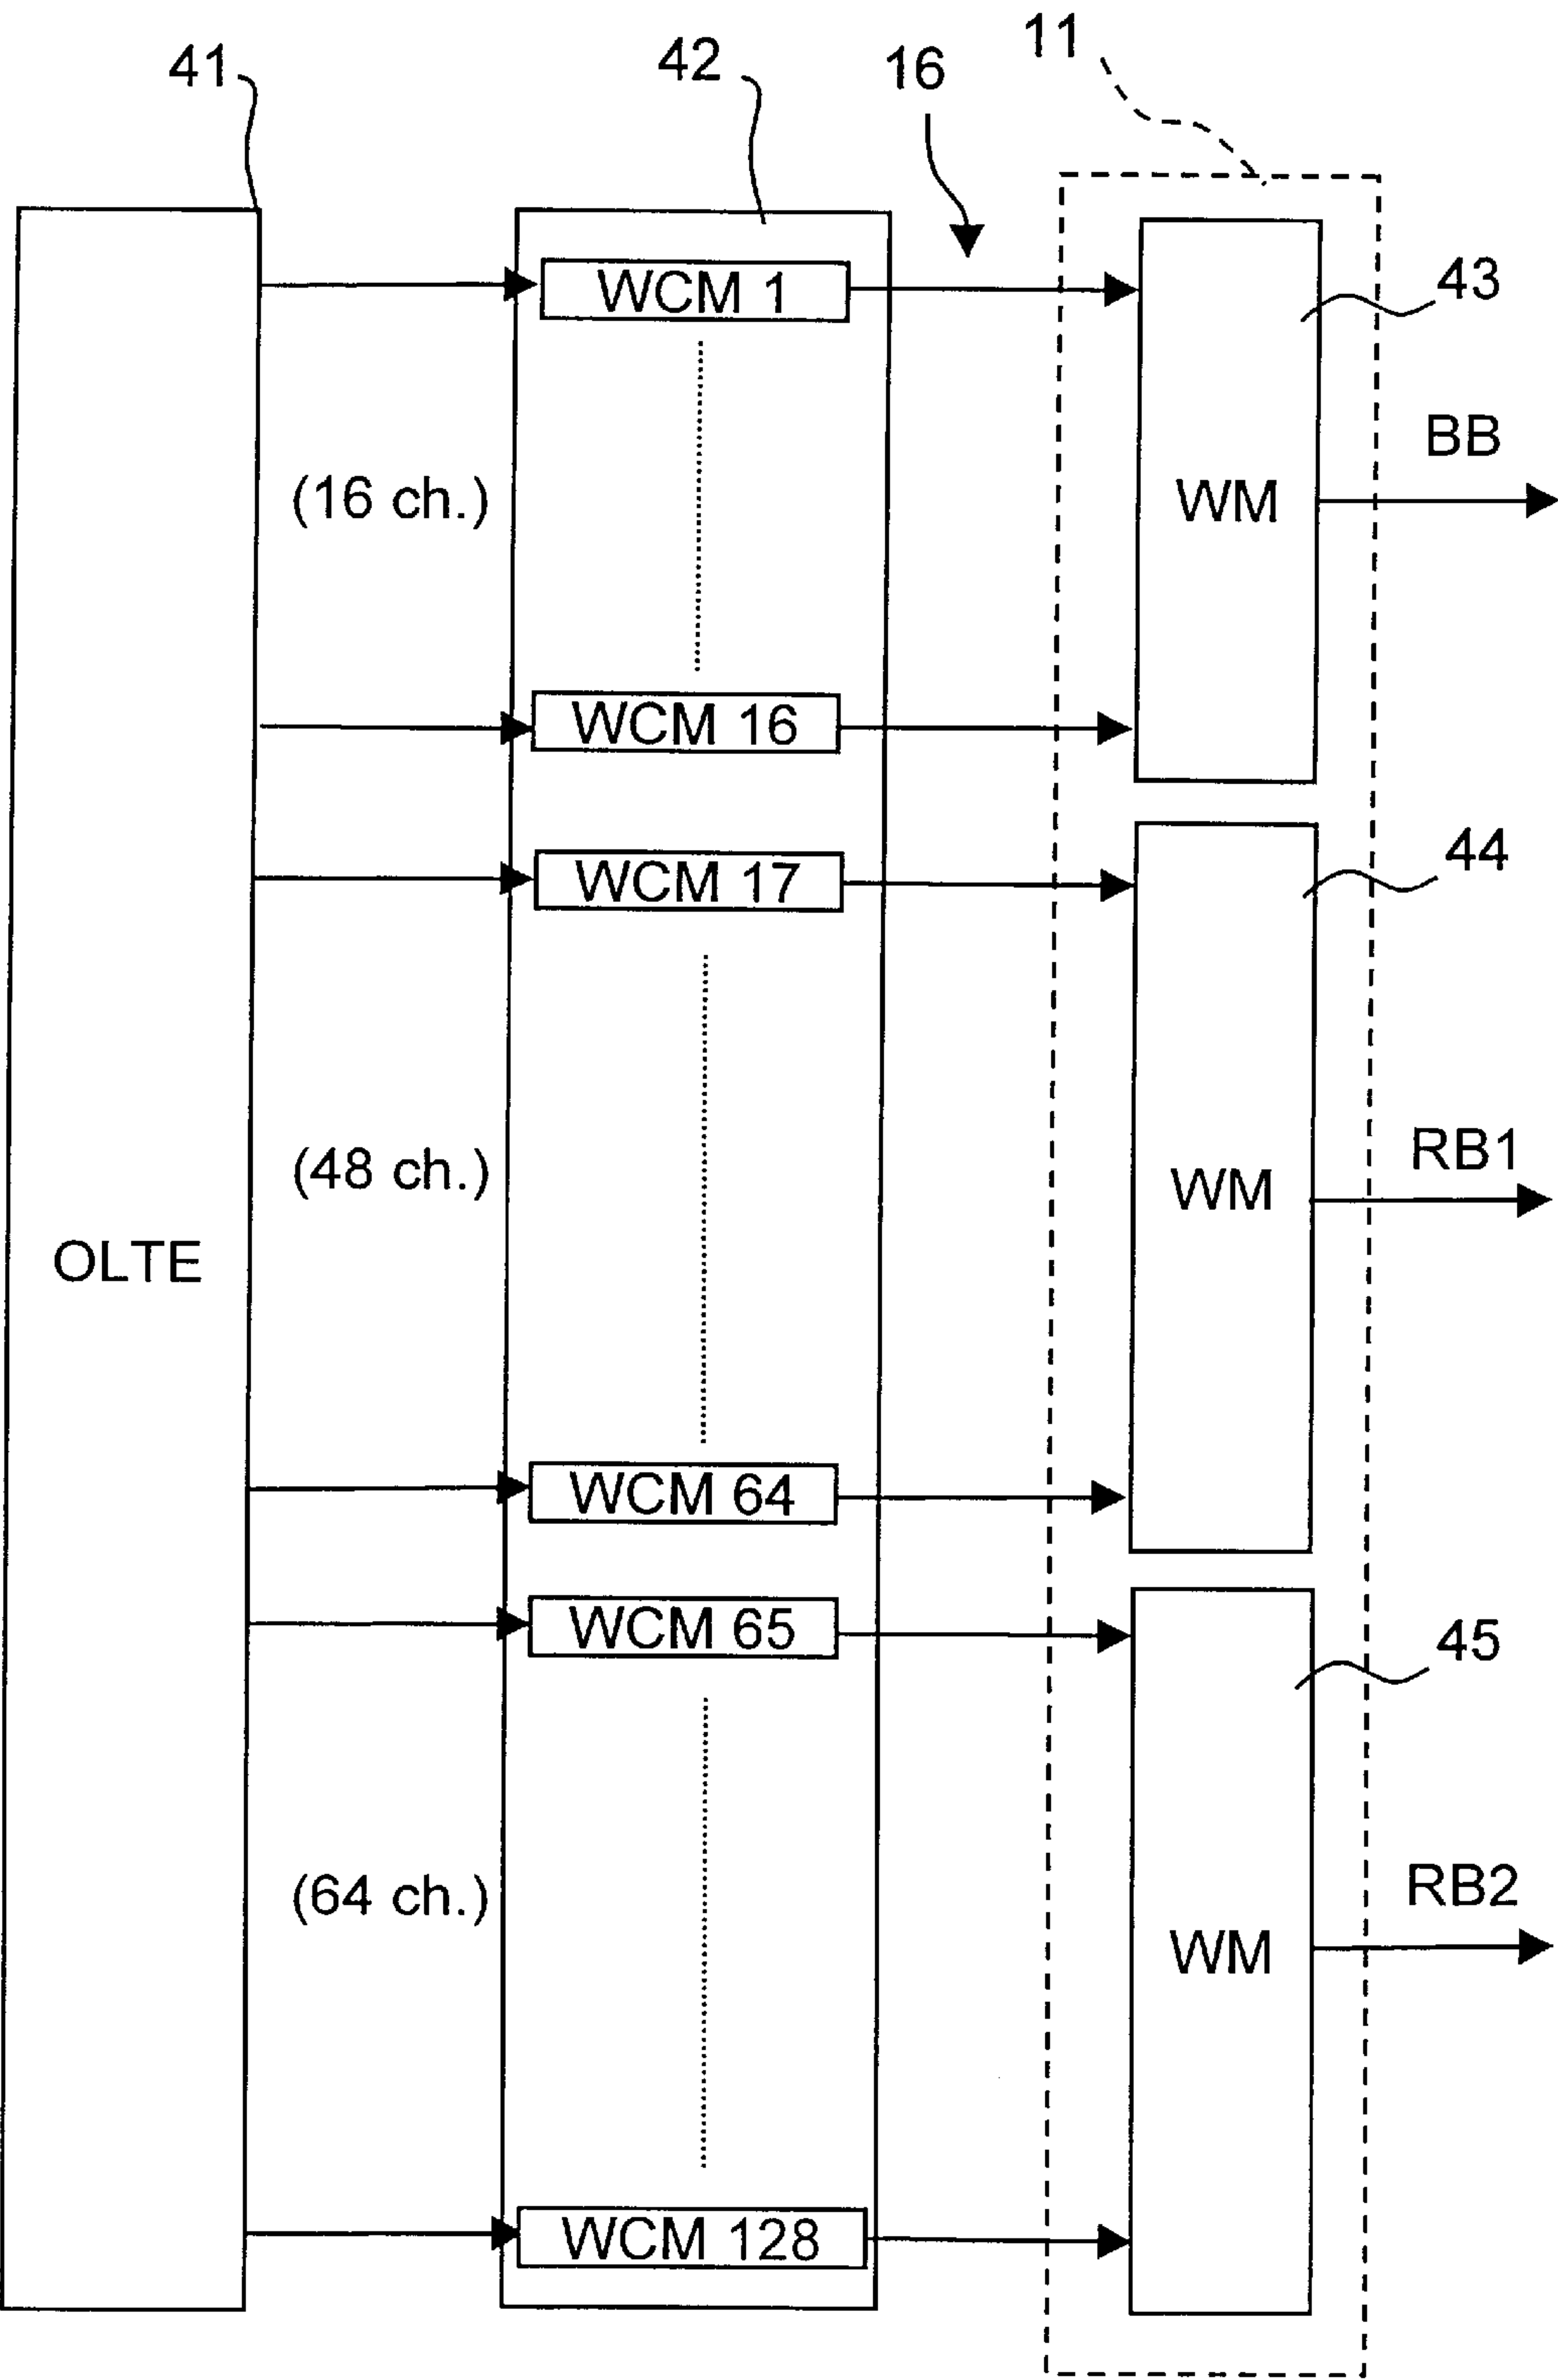 41
42
16
11
WCM 1
43
BB
(16 ch.)
WM
WCM 16
44
WCM 17
RB1
(48 ch.)
WM
OLTE
WCM 64
WCM 65
45
RB2
(64 ch.)
WM
WCM 128